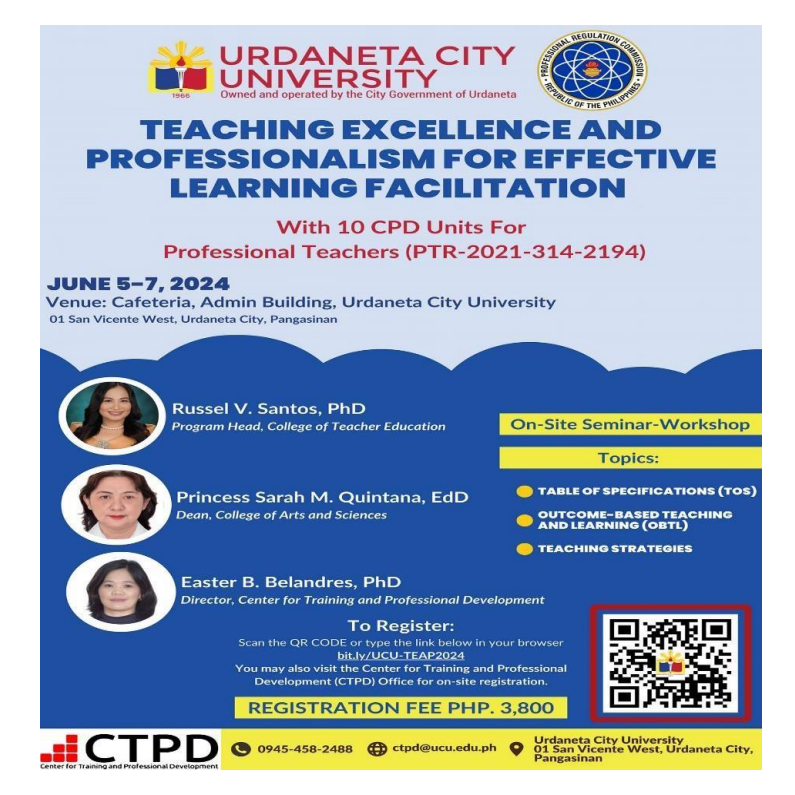 URDANETA CITY
UNIVERSITY
Owned and operated by the City Government of Urdaneta
1966
PROFESSIONAL REGULATION COMMISSION
REPUBLIC OF THE PHILIPPINES
TEACHING EXCELLENCE AND
PROFESSIONALISM FOR EFFECTIVE
LEARNING FACILITATION
With 10 CPD Units For
Professional Teachers (PTR-2021-314-2194)
JUNE 5-7, 2024
Venue: Cafeteria, Admin Building, Urdaneta City University
01 San Vicente West, Urdaneta City, Pangasinan
Russel V. Santos, PhD
Program Head, College of Teacher Education
Princess Sarah M. Quintana, EdD
Dean, College of Arts and Sciences
Easter B. Belandres, PhD
Director, Center for Training and Professional Development
On-Site Seminar-Workshop
Topics:
TABLE OF SPECIFICATIONS (TOS)
OUTCOME-BASED TEACHING
AND LEARNING (OBTL)
TEACHING STRATEGIES
To Register:
Scan the QR CODE or type the link below in your browser
bit.ly/UCU-TEAP2024
You may also visit the Center for Training and Professional
Development (CTPD) Office for on-site registration.
REGISTRATION FEE PHP. 3,800
CTPD
Center for Training and Professional Development
0945-458-2488
ctpd@ucu.edu.ph
Urdaneta City University
01 San Vicente West, Urdaneta City,
Pangasinan